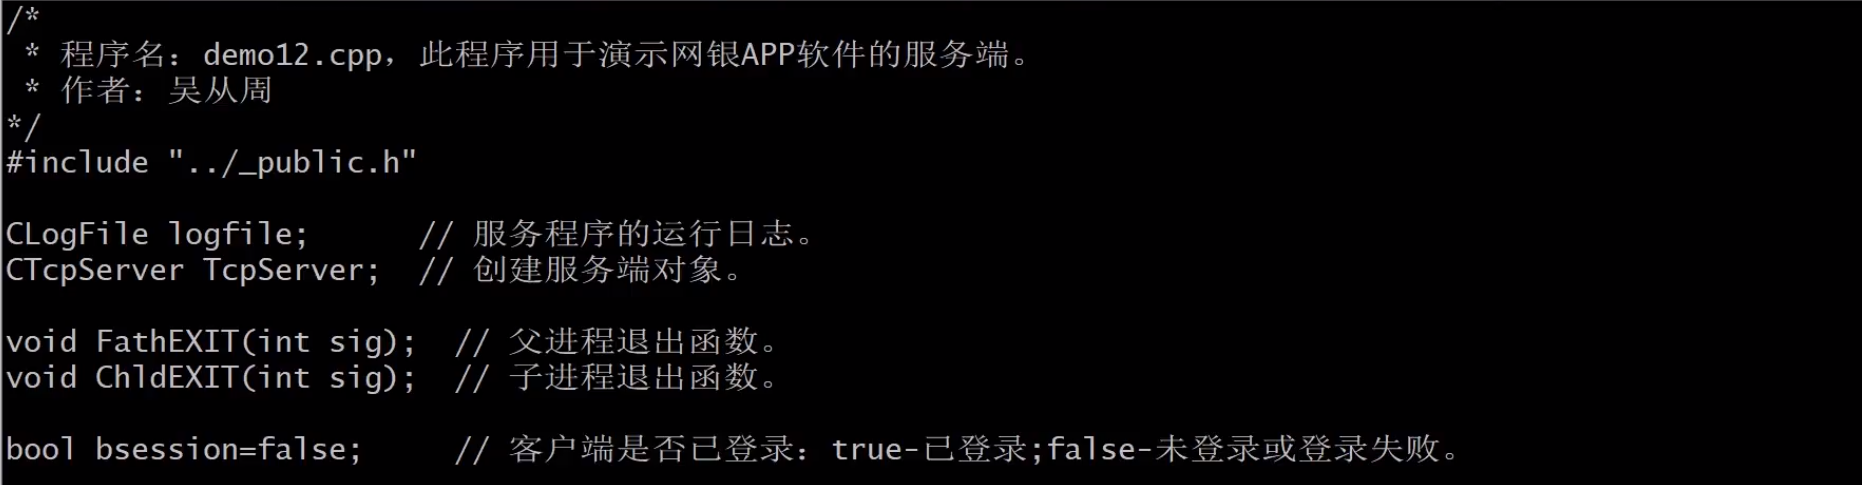 /*
 * 程序名：demo12.cpp，此程序用于演示网银APP软件的服务端。
 * 作者：吴从周
*/
#include "../_public.h"
CLogFile logfile;      // 服务程序的运行日志。
CTcpServer TcpServer;  // 创建服务端对象。
void FathEXIT(int sig);  // 父进程退出函数。
void ChldEXIT(int sig);  // 子进程退出函数。
bool bsession=false;     // 客户端是否已登录：true-已登录;false-未登录或登录失败。